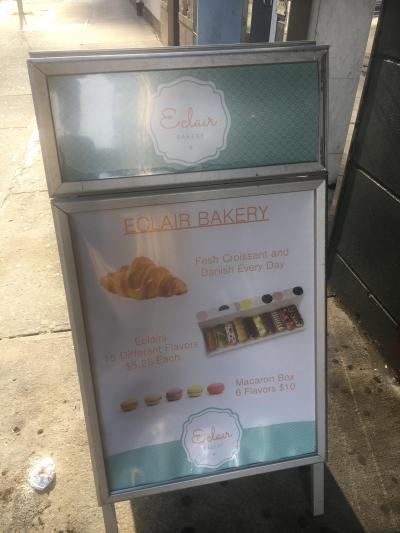 Eclair
BAKERY
ECLAIR BAKERY
Fesh Croissant and
Danish Every Day
Eclairs
15 Different Flavors
$5.25 Each
Macaron Box
6 Flavors $10
Eclair
BAKERY